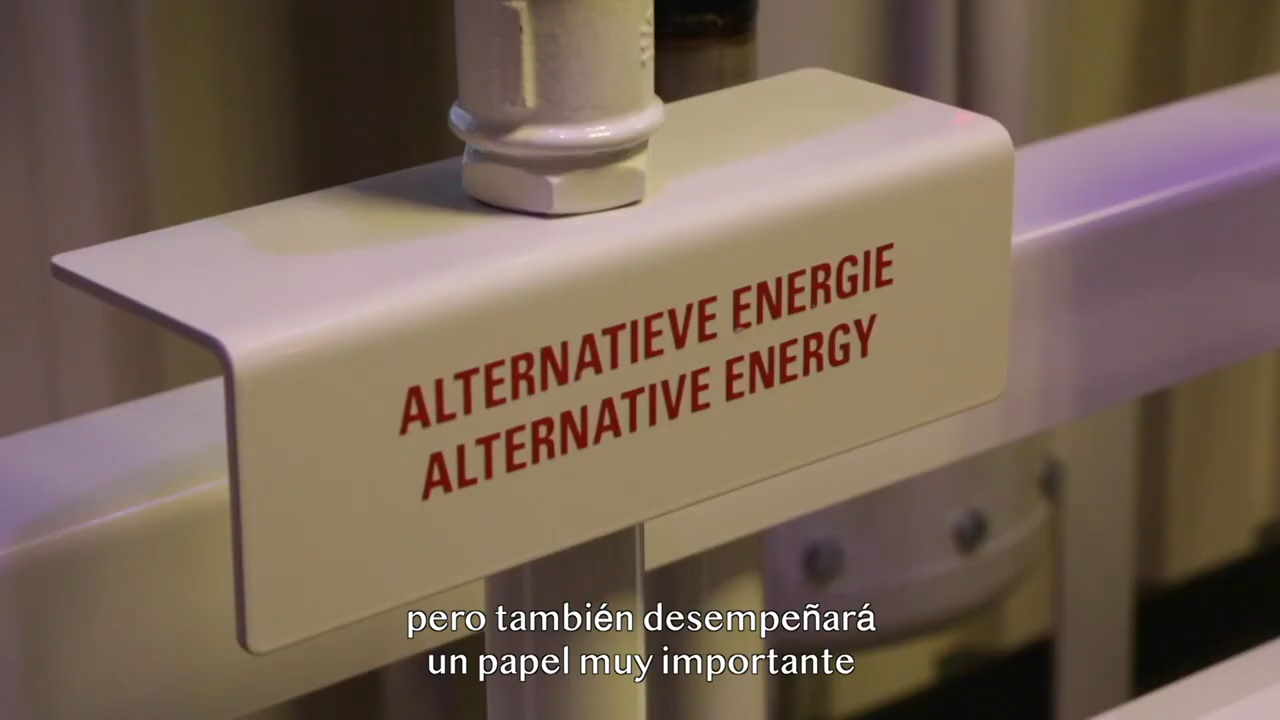 ALTERNATIEVE ENERGIE
ALTERNATIVE ENERGY
pero también desempeñará
un papel muy importante